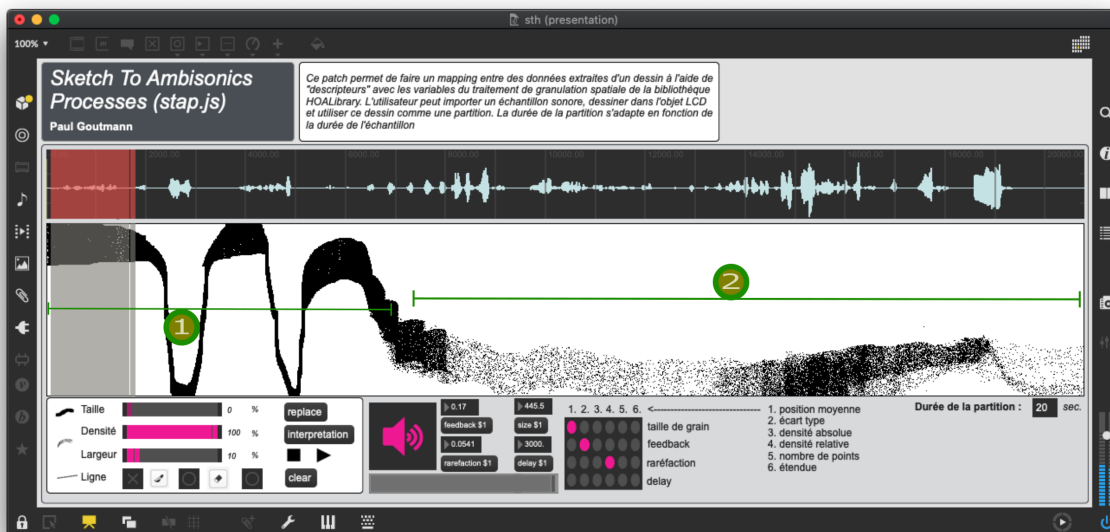 sth (presentation)
100%
Sketch To Ambisonics
Processes (stap.js)
Paul Goutmann
Ce patch permet de faire un mapping entre des données extraites d'un dessin à l'aide de
"descripteurs" avec les variables du traitement de granulation spatiale de la bibliothéque
HOALibrary. L'utilisateur peut importer un échantillon sonore, dessiner dans l'objet LCD
et utiliser ce dessin comme une partition. La durée de la partition s'adapte en fonction de
la durée de l'échantillon
2000.00 4000.00 6000.00 8000.00 10000.00 12000.00 14000.00 16000.00 18000.00 20000.00
1
2
Taille 0 %
Densité 100 %
Largeur 10 %
Ligne
replace
interpretation
clear
0.17 445.5
feedback $1 size $1
0.0541 3000.
rarefaction $1 delay $1
1. 2. 3. 4. 5. 6. <--------------------------
taille de grain
feedback
raréfaction
delay
1. position moyenne
2. écart type
3. densité absolue
4. densité relative
5. nombre de points
6. étendue
Durée de la partition : 20 sec.